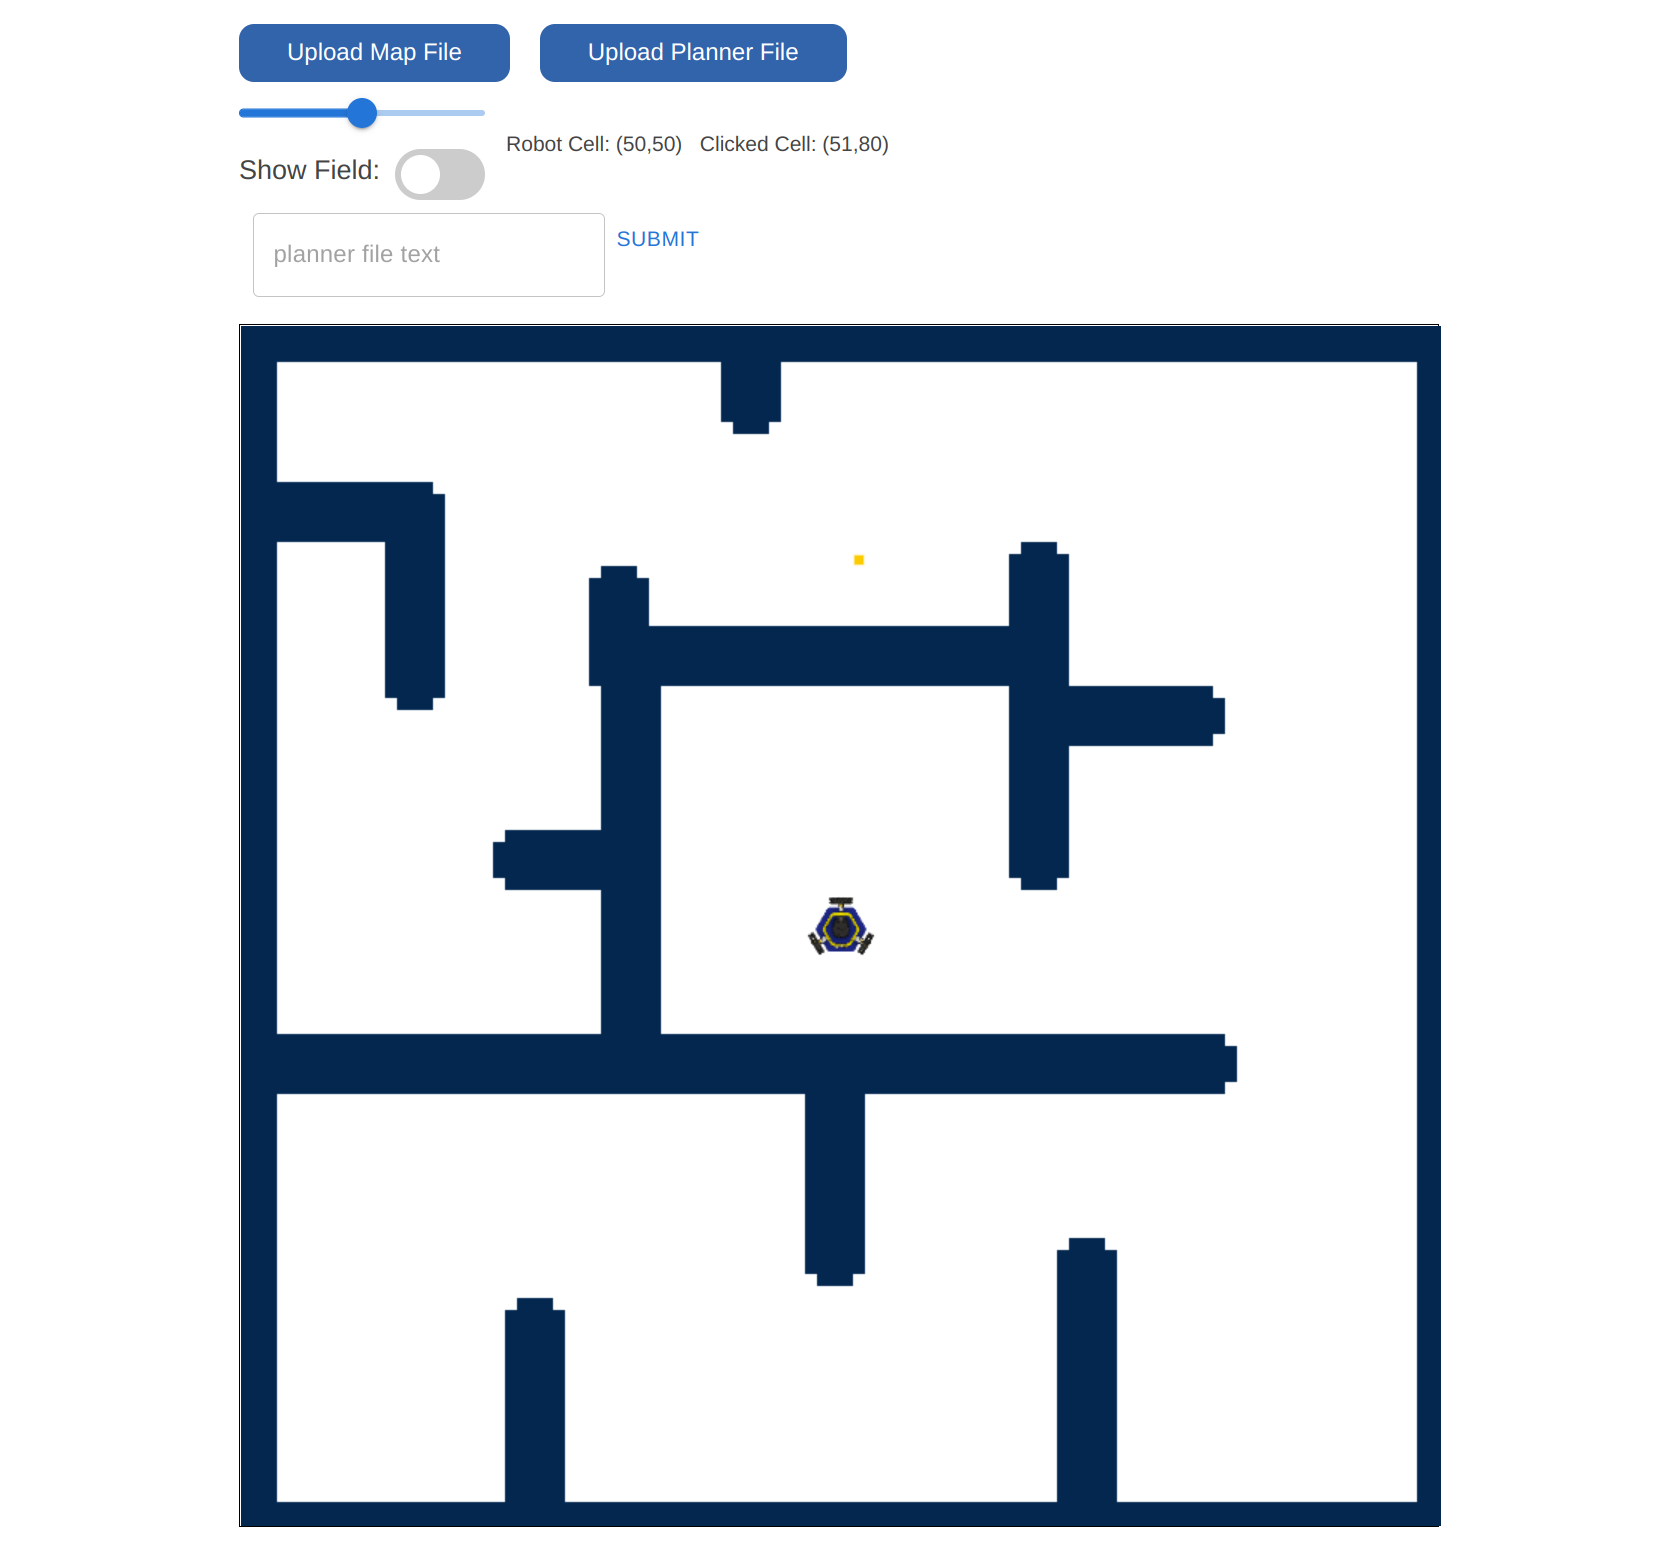 Upload Map File Upload Planner File
Robot Cell: (50,50) Clicked Cell: (51,80)
Show Field:
planner file text SUBMIT